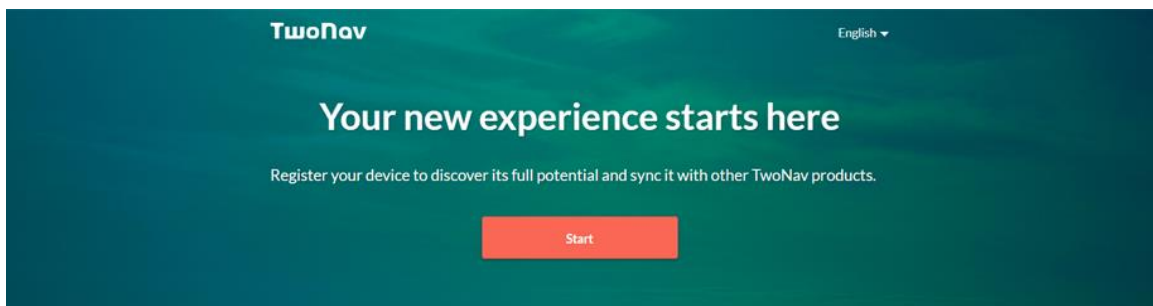 TwoNav
English
Your new experience starts here
Register your device to discover its full potential and sync it with other TwoNav products.
Start